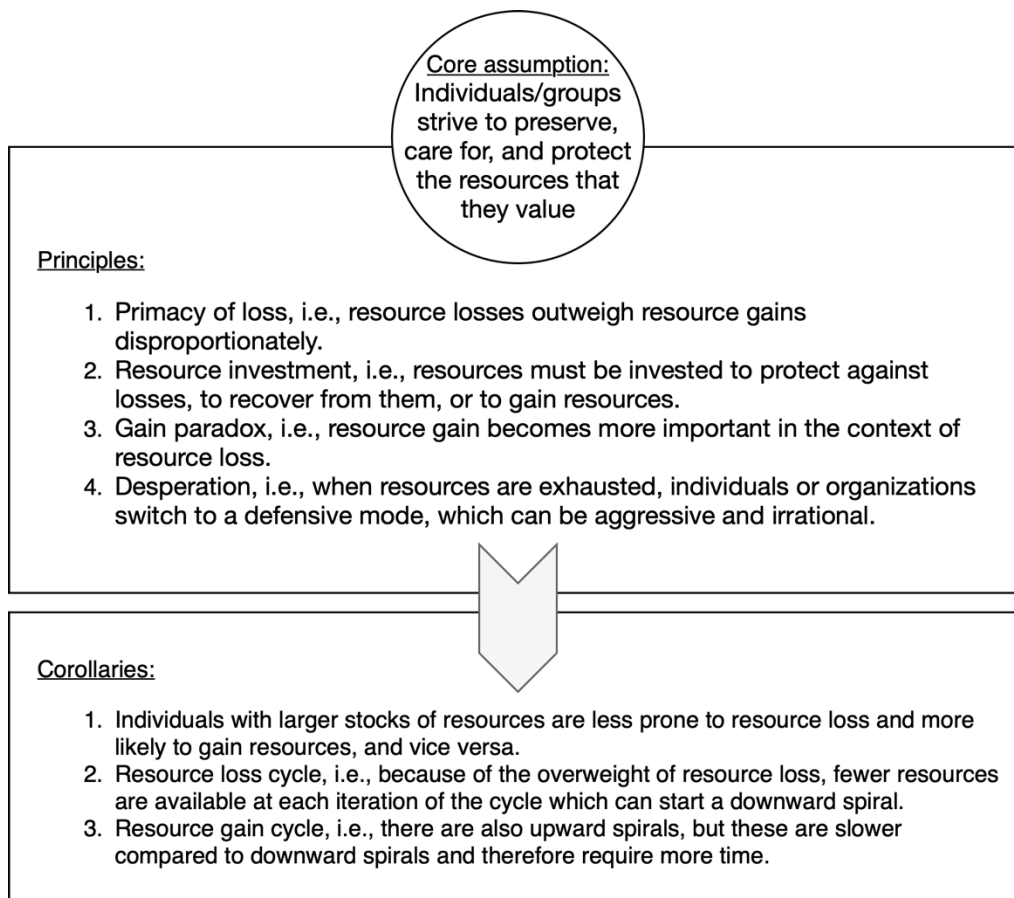 Core assumption:
Individuals/groups
strive to preserve,
care for, and protect
the resources that
they value
Principles:
1. Primacy of loss, i.e., resource losses outweigh resource gains
disproportionately.
2. Resource investment, i.e., resources must be invested to protect against
losses, to recover from them, or to gain resources.
3. Gain paradox, i.e., resource gain becomes more important in the context of
resource loss.
4. Desperation, i.e., when resources are exhausted, individuals or organizations
switch to a defensive mode, which can be aggressive and irrational.
Corollaries:
1. Individuals with larger stocks of resources are less prone to resource loss and more
likely to gain resources, and vice versa.
2. Resource loss cycle, i.e., because of the overweight of resource loss, fewer resources
are available at each iteration of the cycle which can start a downward spiral.
3. Resource gain cycle, i.e., there are also upward spirals, but these are slower
compared to downward spirals and therefore require more time.